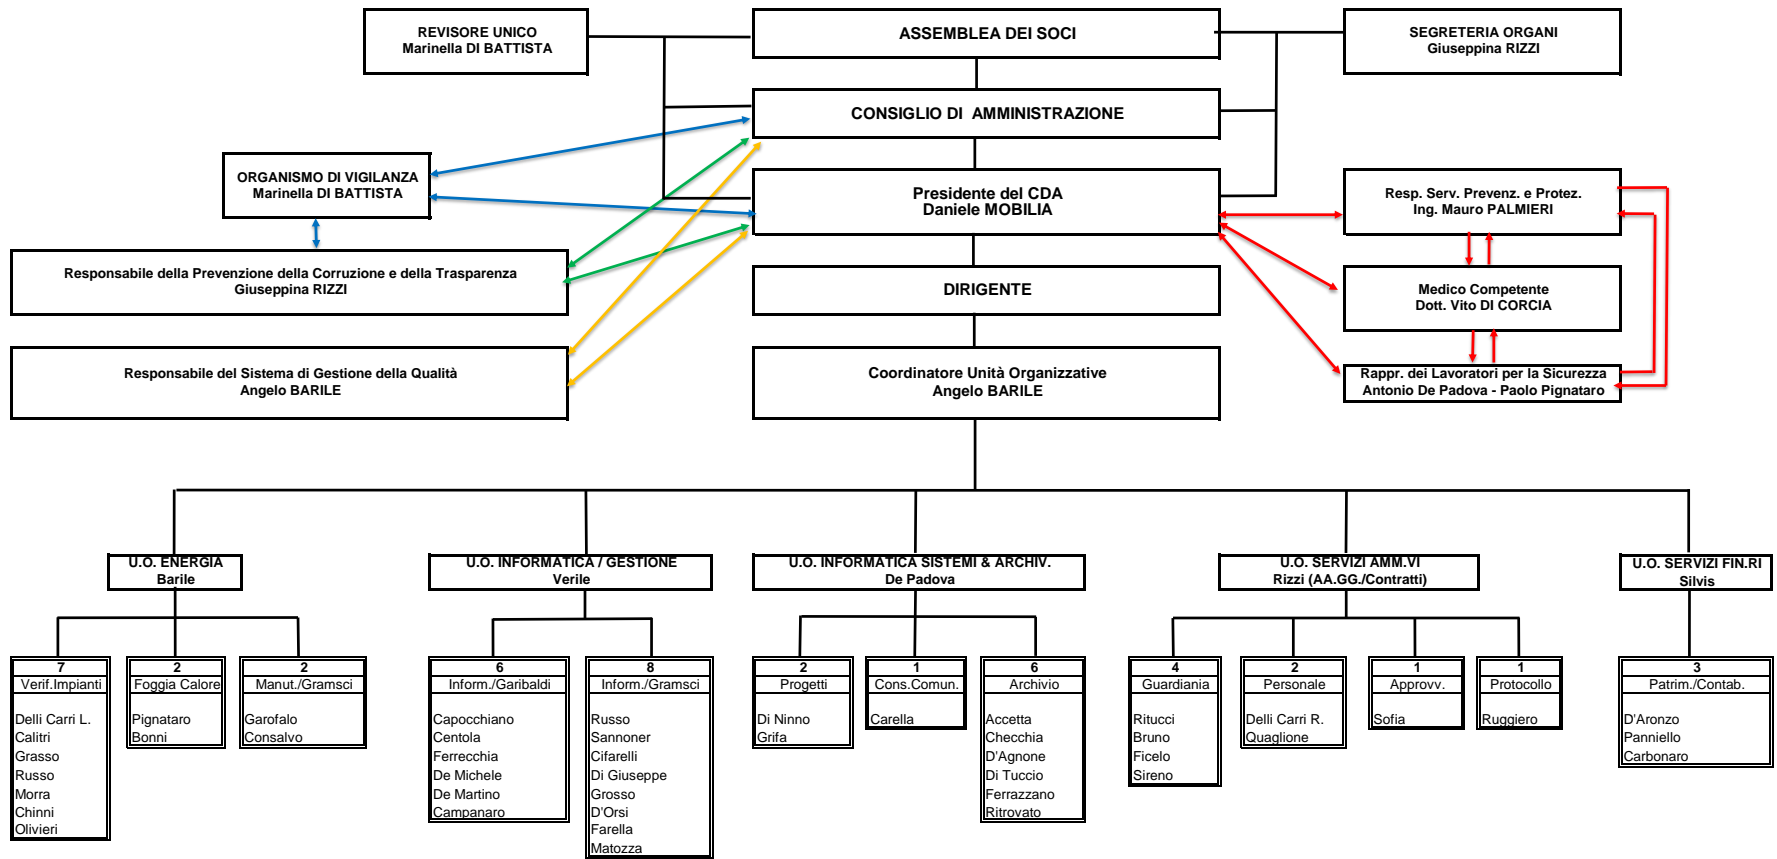 REVISORE UNICO
Marinella DI BATTISTA
ASSEMBLEA DEI SOCI
SEGRETERIA ORGANI
Giuseppina RIZZI
CONSIGLIO DI  AMMINISTRAZIONE
ORGANISMO DI VIGILANZA
Marinella DI BATTISTA
Presidente del CDA
Daniele MOBILIA
Resp. Serv. Prevenz. e Protez.
Ing. Mauro PALMIERI
Responsabile della Prevenzione della Corruzione e della Trasparenza
Giuseppina RIZZI
DIRIGENTE
Medico Competente
Dott. Vito DI CORCIA
Responsabile del Sistema di Gestione della Qualità
Angelo BARILE
Coordinatore Unità Organizzative
Angelo BARILE
Rappr. dei Lavoratori per la Sicurezza
Antonio De Padova - Paolo Pignataro
U.O. ENERGIA
Barile
U.O. INFORMATICA / GESTIONE
Verile
U.O. INFORMATICA SISTEMI & ARCHIV.
De Padova
U.O. SERVIZI AMM.VI
Rizzi (AA.GG./Contratti)
U.O. SERVIZI FIN.RI
Silvis
7
Verif.Impianti
Delli Carri L.
Calitri
Grasso
Russo
Morra
Chinni
Olivieri
2
Foggia Calore
Pignataro
Bonni
2
Manut./Gramsci
Garofalo
Consalvo
6
Inform./Garibaldi
Capocchiano
Centola
Ferrecchia
De Michele
De Martino
Campanaro
8
Inform./Gramsci
Russo
Sannoner
Cifarelli
Di Giuseppe
Grosso
D'Orsi
Farella
Matozza
2
Progetti
Di Ninno
Grifa
1
Cons.Comun.
Carella
6
Archivio
Accetta
Checchia
D'Agnone
Di Tuccio
Ferrazzano
Ritrovato
4
Guardiania
Ritucci
Bruno
Ficelo
Sireno
2
Personale
Delli Carri R.
Quaglione
1
Approvv.
Sofia
1
Protocollo
Ruggiero
3
Patrim./Contab.
D'Aronzo
Panniello
Carbonaro